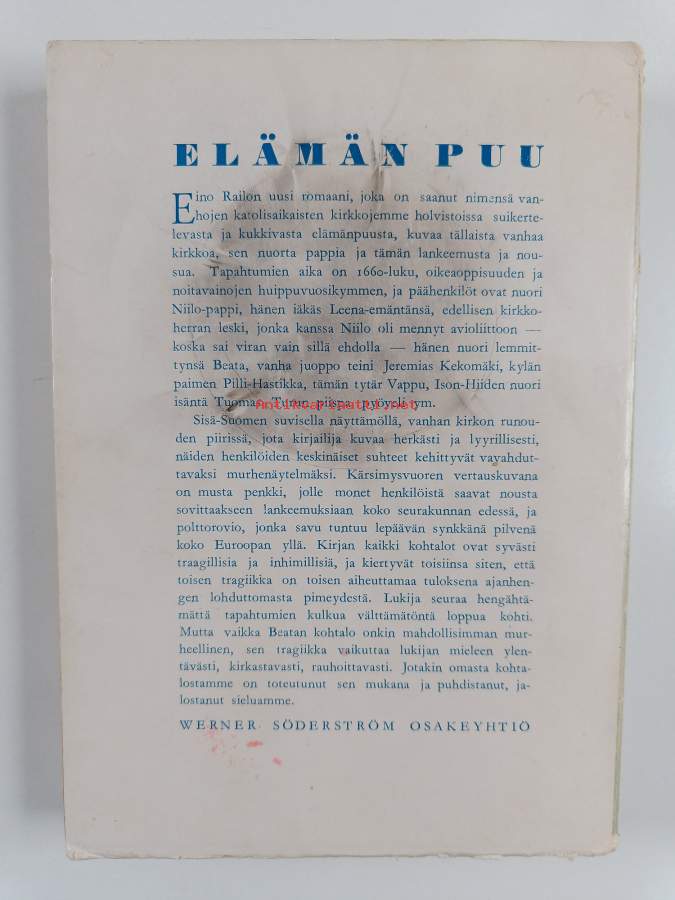 ELÄMÄN PUU
Eino Railon uusi romaani, joka on saanut nimensä van-
hojen katolisaikaisten kirkkojemme holvistoissa suikerte-
levasta ja kukkivasta elämänpuusta, kuvaa tällaista vanhaa
kirkkoa, sen nuorta pappia ja tämän lankeemusta ja nou-
sua. Tapahtumien aika on 1660-luku, oikeaoppisuuden ja
noitavainojen huippuvuosikymmen, ja päähenkilöt ovat nuori
Niilo-pappi, hänen iäkäs Leena-emäntänsä, edellisen kirkko-
herran leski, jonka kanssa Niilo oli mennyt avioliittoon —
koska sai viran vain sillä ehdolla — hänen nuori lemmit-
tynsä Beata, vanha juoppo teini Jeremias Kekomäki, kylän
paimen Pilli-Hastikka, tämän tytär Vappu, Ison-Hiiden nuori
isäntä Tuomas, Turun piispa, pyöveli ym.
Antikvariaatti.net
Sisä-Suomen suvisella näyttämöllä, vanhan kirkon runou-
den piirissä, jota kirjailija kuvaa herkästi ja lyyrillisesti,
näiden henkilöiden keskinäiset suhteet kehittyvät vavahdut-
tavaksi murhenäytelmäksi. Kärsimysvuoren vertauskuvana
on musta penkki, jolle monet henkilöistä saavat nousta
sovittaakseen lankeemuksiaan koko seurakunnan edessä, ja
polttorovio, jonka savu tuntuu lepäävän synkkänä pilvenä
koko Euroopan yllä. Kirjan kaikki kohtalot ovat syvästi
traagillisia ja inhimillisiä, ja kiertyvät toisiinsa siten, että
toisen tragiikka on toisen aiheuttamaa tuloksena ajanhen-
gen lohduttomasta pimeydestä. Lukija seuraa hengähtä-
mättä tapahtumien kulkua välttämätöntä loppua kohti.
Mutta vaikka Beatan kohtalo onkin mahdollisimman mur-
heellinen, sen tragiikka vaikuttaa lukijan mieleen ylen-
tävästi, kirkastavasti, rauhoittavasti. Jotakin omasta kohta-
lostamme on toteutunut sen mukana ja puhdistanut, ja-
lostanut sieluamme.
WERNER SÖDERSTRÖM OSAKEYHTIÖ